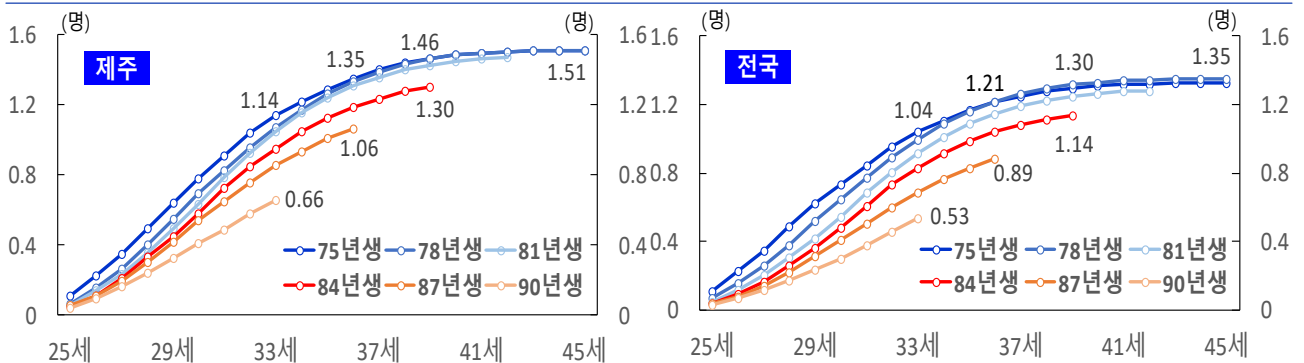 (명) (명)
1.6 1.6
제주
1.46
1.35
1.51
1.14
1.2 1.2
1.30
1.06
0.8 0.8
0.66
75년생 78년생 81년생
0.4 0.4
84년생 87년생 90년생
0 0
25세 29세 33세 37세 41세 45세
(명) (명)
1.6 1.6
전국
1.30 1.35
1.21
1.04
1.2 1.2
1.14
0.89
0.8 0.8
0.53
75년생 78년생 81년생
0.4 0.4
84년생 87년생 90년생
0 0
25세 29세 33세 37세 41세 45세